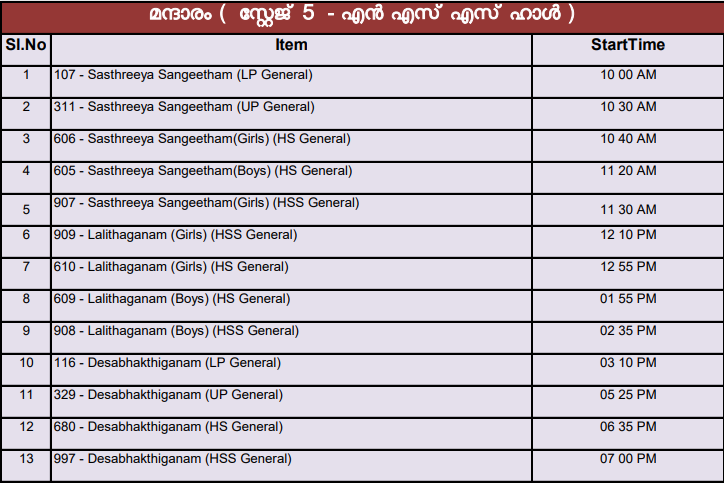 മന്ദാരം ( സ്റ്റേജ് 5 - എൻ എസ് എസ് ഹാൾ )
Sl.No Item StartTime
1 107 - Sasthreeya Sangeetham (LP General) 10 00 AM
2 311 - Sasthreeya Sangeetham (UP General) 10 30 AM
3 606 - Sasthreeya Sangeetham(Girls) (HS General) 10 40 AM
4 605 - Sasthreeya Sangeetham(Boys) (HS General) 11 20 AM
5 907 - Sasthreeya Sangeetham(Girls) (HSS General) 11 30 AM
6 909 - Lalithaganam (Girls) (HSS General) 12 10 PM
7 610 - Lalithaganam (Girls) (HS General) 12 55 PM
8 609 - Lalithaganam (Boys) (HS General) 01 55 PM
9 908 - Lalithaganam (Boys) (HSS General) 02 35 PM
10 116 - Desabhakthiganam (LP General) 03 10 PM
11 329 - Desabhakthiganam (UP General) 05 25 PM
12 680 - Desabhakthiganam (HS General) 06 35 PM
13 997 - Desabhakthiganam (HSS General) 07 00 PM